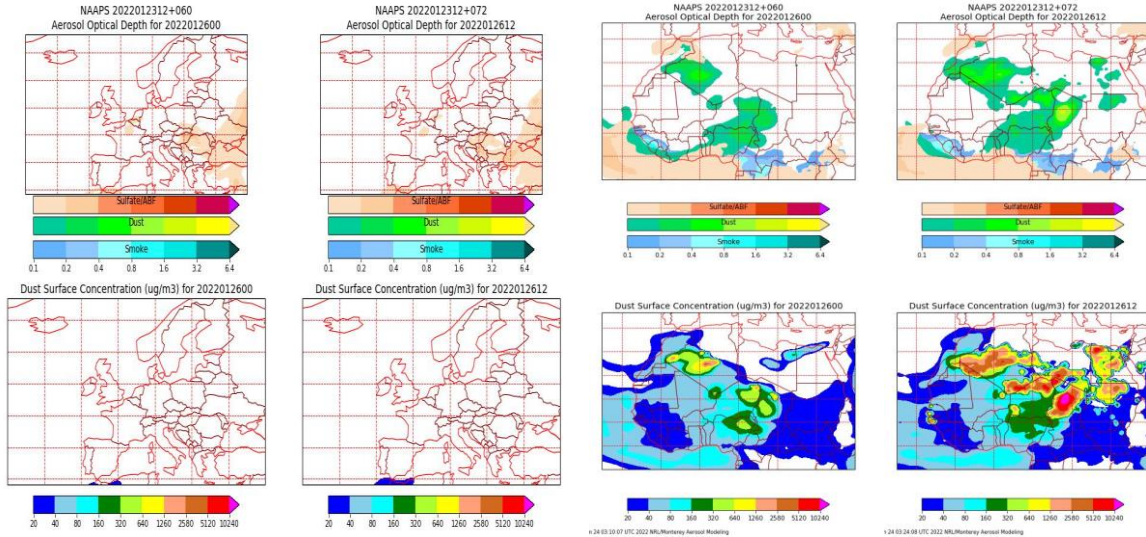 NAAPS 2022012312+060
Aerosol Optical Depth for 2022012600
Sulfate/ABF
Dust
Smoke
0.1 0.2 0.4 0.8 1.6 3.2 6.4
NAAPS 2022012312+072
Aerosol Optical Depth for 2022012612
Sulfate/ABF
Dust
Smoke
0.1 0.2 0.4 0.8 1.6 3.2 6.4
NAAPS 2022012312+060
Aerosol Optical Depth for 2022012600
Sulfate/ABF
Dust
Smoke
0.1 0.2 0.4 0.8 1.6 3.2 6.4
NAAPS 2022012312+072
Aerosol Optical Depth for 2022012612
Sulfate/ABF
Dust
Smoke
0.1 0.2 0.4 0.8 1.6 3.2 6.4
Dust Surface Concentration (ug/m3) for 2022012600
20 40 80 160 320 640 1280 2560 5120 10240
Dust Surface Concentration (ug/m3) for 2022012612
20 40 80 160 320 640 1280 2560 5120 10240
Dust Surface Concentration (ug/m3) for 2022012600
20 40 80 160 320 640 1280 2560 5120 10240
n 24 03:10:07 UTC 2022 NRL/Monterey Aerosol Modeling
Dust Surface Concentration (ug/m3) for 2022012612
20 40 80 160 320 640 1280 2560 5120 10240
n 24 03:24:08 UTC 2022 NRL/Monterey Aerosol Modeling